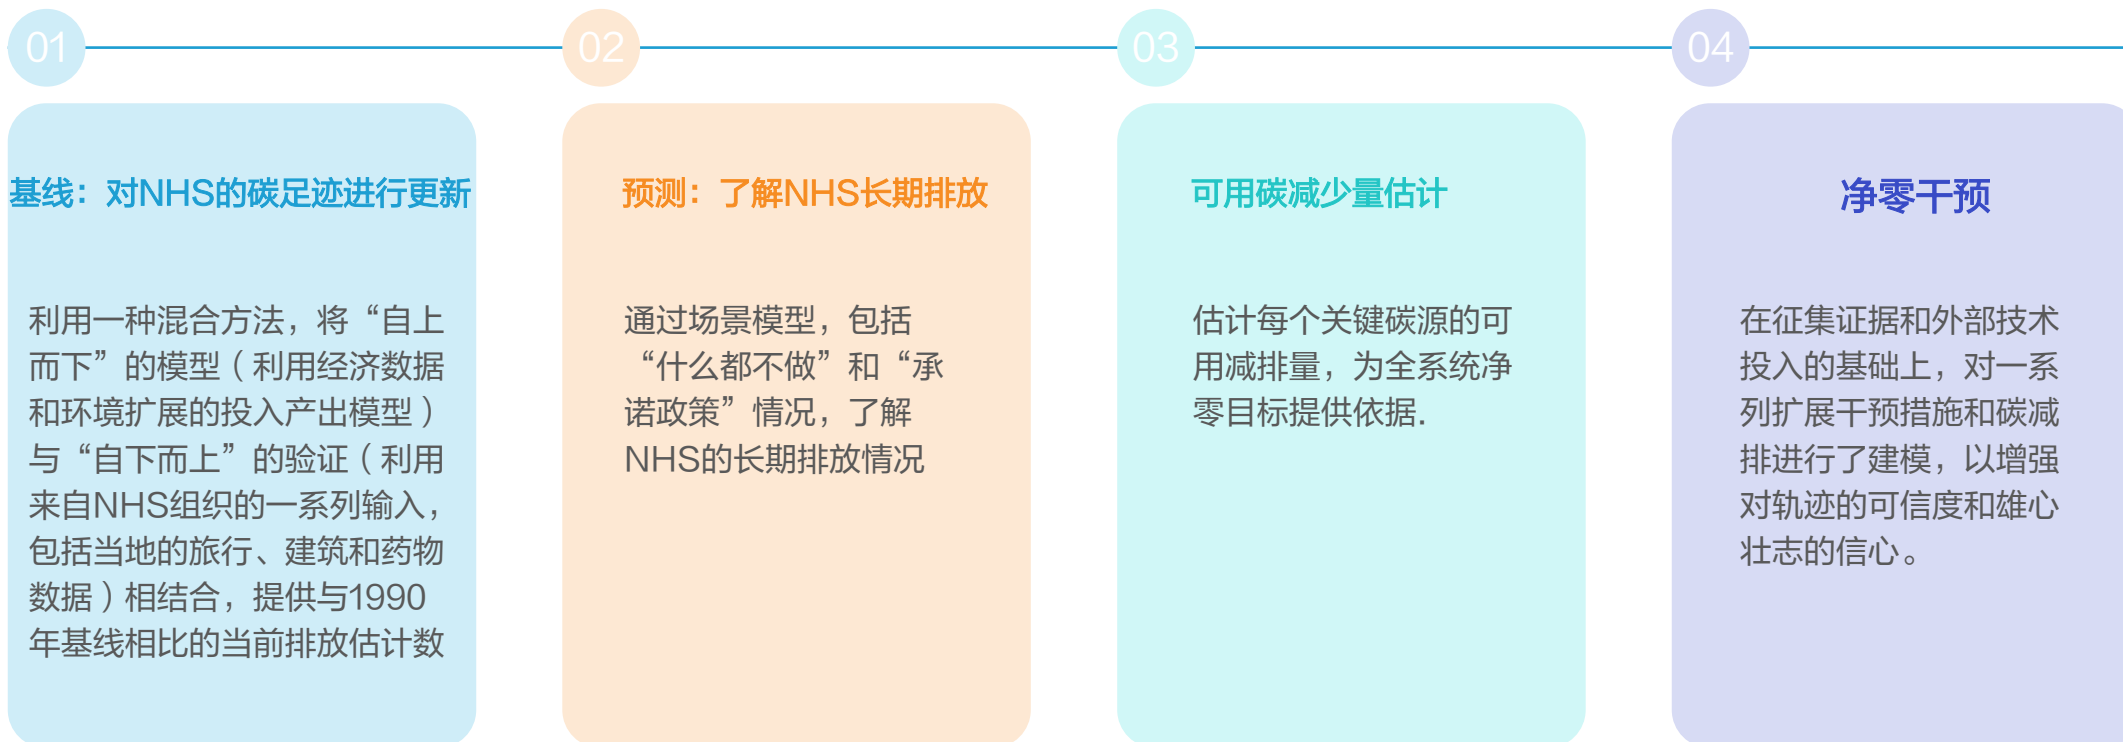 01
02
03
04
基线：对NHS的碳足迹进行更新
利用一种混合方法，将“自上
而下”的模型（利用经济数据
和环境扩展的投入产出模型）
与“自下而上”的验证（利用
来自NHS组织的一系列输入，
包括当地的旅行、建筑和药物
数据）相结合，提供与1990
年基线相比的当前排放估计数
预测：了解NHS长期排放
通过场景模型，包括
“什么都不做”和“承
诺政策”情况，了解
NHS的长期排放情况
可用碳减少量估计
估计每个关键碳源的可
用减排量，为全系统净
零目标提供依据.
净零干预
在征集证据和外部技术
投入的基础上，对一系
列扩展干预措施和碳减
排进行了建模，以增强
对轨迹的可信度和雄心
壮志的信心。